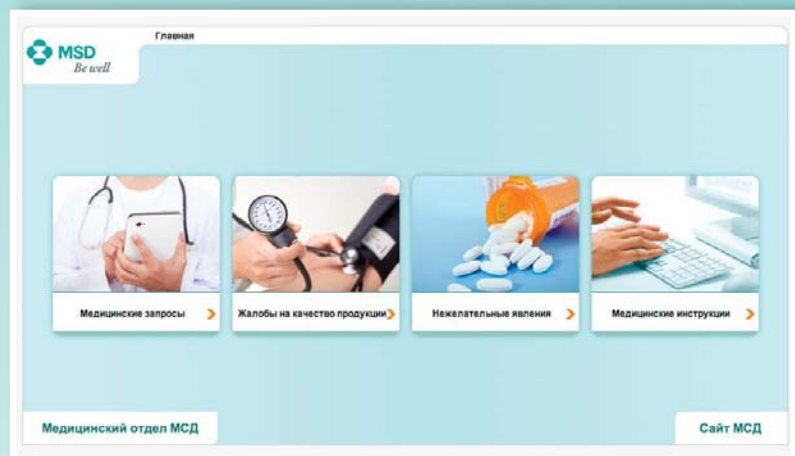 Главная
MSD
Be well
Медицинские запросы
Жалобы на качество продукции
Нежелательные явления
Медицинские инструкции
Медицинский отдел МСД
Сайт МСД